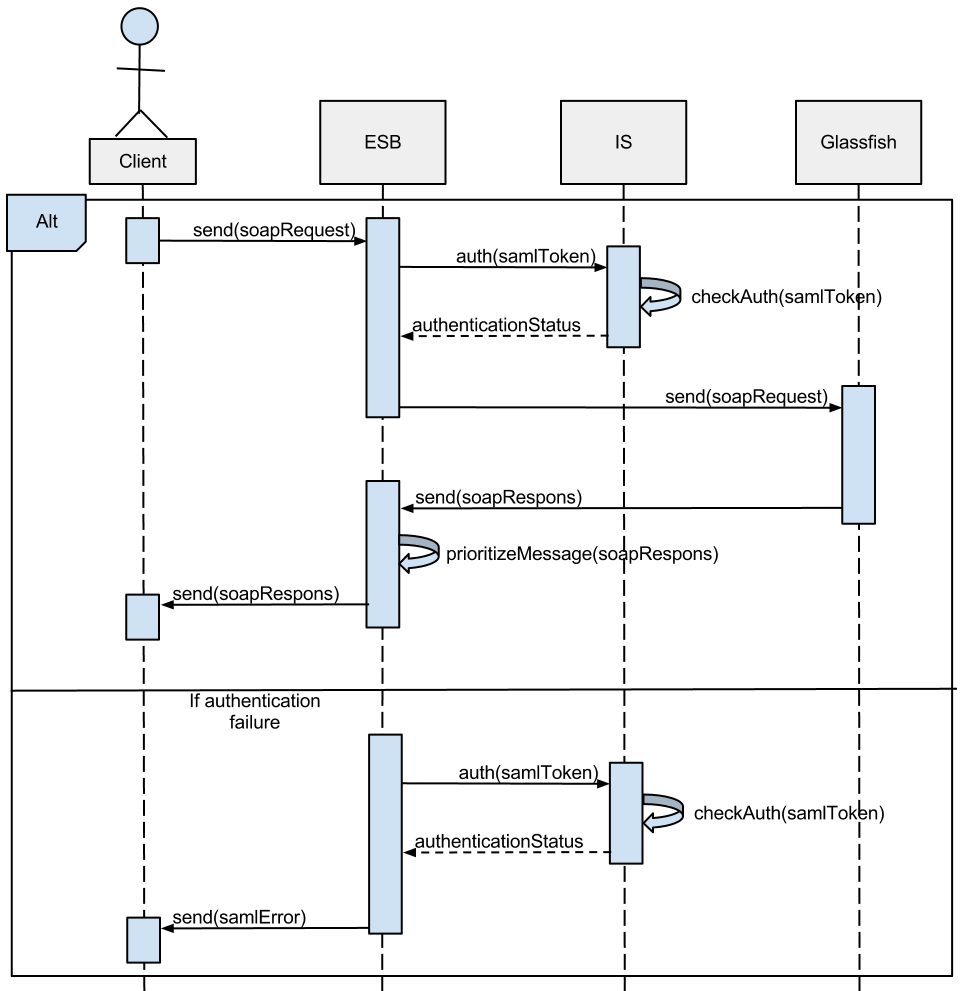 Client
ESB
IS
Glassfish
Alt
send(soapRequest)
auth(samlToken)
checkAuth(samlToken)
authenticationStatus
send(soapRequest)
send(soapRespons)
prioritizeMessage(soapRespons)
send(soapRespons)
If authentication
failure
auth(samlToken)
checkAuth(samlToken)
authenticationStatus
send(samlError)